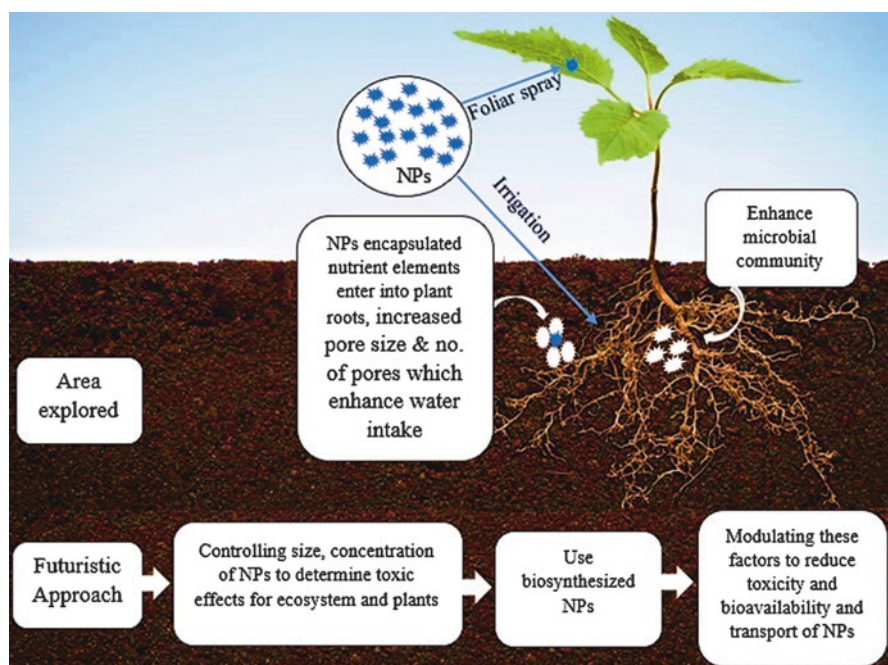 Foliar spray
NPs
Irrigation
NPs encapsulated
nutrient elements
enter into plant
roots, increased
pore size & no.
of pores which
enhance water
intake
Enhance
microbial
community
Area
explored
Futuristic
Approach
Controlling size, concentration
of NPs to determine toxic
effects for ecosystem and plants
Use
biosynthesized
NPs
Modulating these
factors to reduce
toxicity and
bioavailability and
transport of NPs